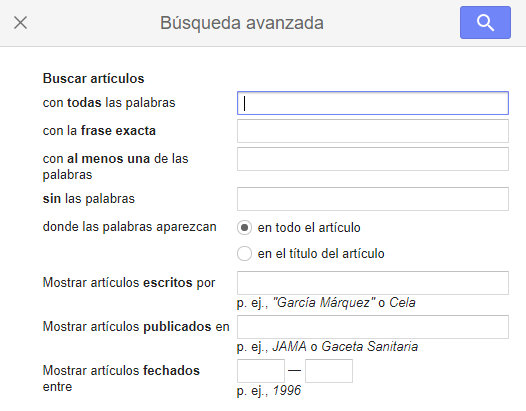 Búsqueda avanzada
Buscar artículos
con todas las palabras
con la frase exacta
con al menos una de las
palabras
sin las palabras
donde las palabras aparezcan
en todo el artículo
en el título del artículo
Mostrar artículos escritos por
p. ej., "García Márquez" o Cela
Mostrar artículos publicados en
p. ej., JAMA o Gaceta Sanitaria
Mostrar artículos fechados
entre
—
p. ej., 1996